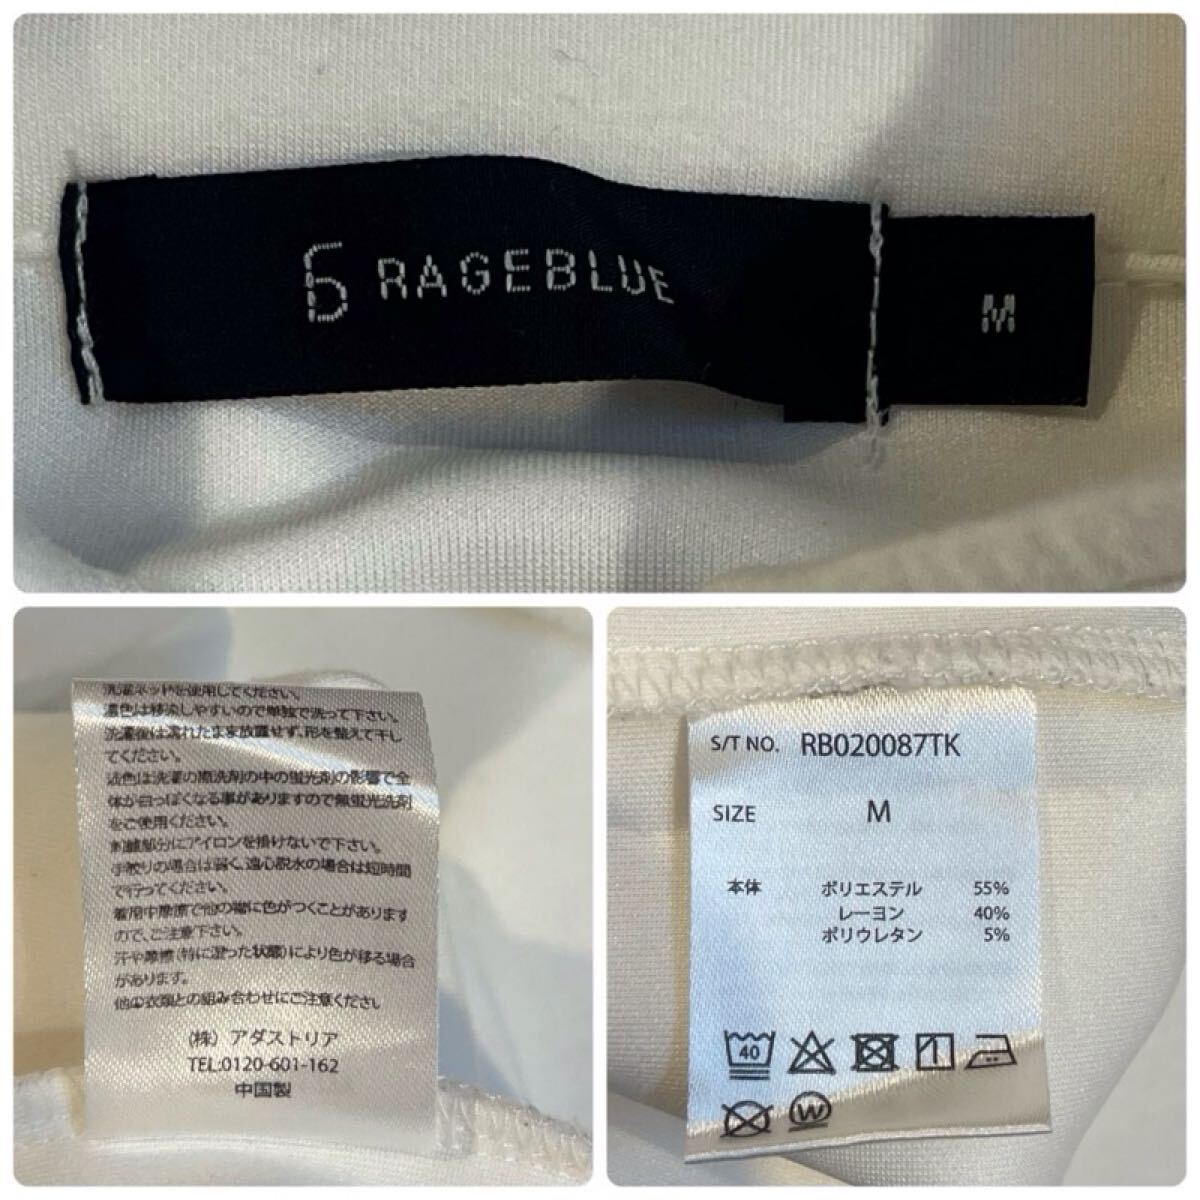 RAGEBLUE
M
洗濯ネットを使用してください。
濃色は移染しやすいので単独で洗って下さい。
洗濯後は濡れたまま放置せず、形を整えて干し
てください。
淡色は洗濯の際洗剤の中の蛍光剤の影響で全
体が白っぽくなる事がありますので無蛍光洗剤
をご使用ください。
刺繍部分にアイロンを掛けないで下さい。
手絞りの場合は弱く、遠心脱水の場合は短時間
で行ってください。
着用中摩擦で他の物に色がつくことがあります
ので、ご注意下さい。
汗や摩擦(特に湿った状態)により色が移る場合
があります。
他の衣類との組み合わせにご注意ください
(株) アダストリア
TEL:0120-601-162
中国製
S/T NO. RB020087TK
SIZE M
本体 ポリエステル 55%
レーヨン 40%
ポリウレタン 5%
40
W